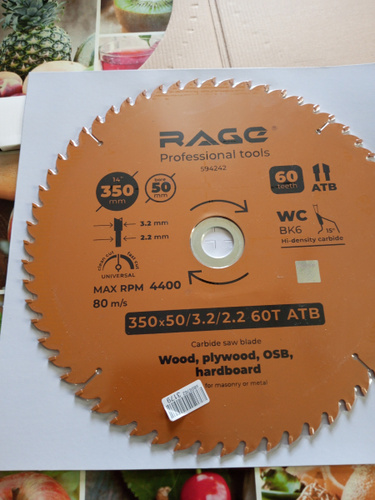 RAGE®
Professional tools
594242
14"
350
mm
50
mm
60
teeth
ATB
3.2 mm
2.2 mm
WC
BK6
15°
Hi-density carbide
UNIVERSAL
MAX RPM 4400
80 m/s
350x50/3.2/2.2 60T ATB
Carbide saw blade
Wood, plywood, OSB,
hardboard
for masonry or metal